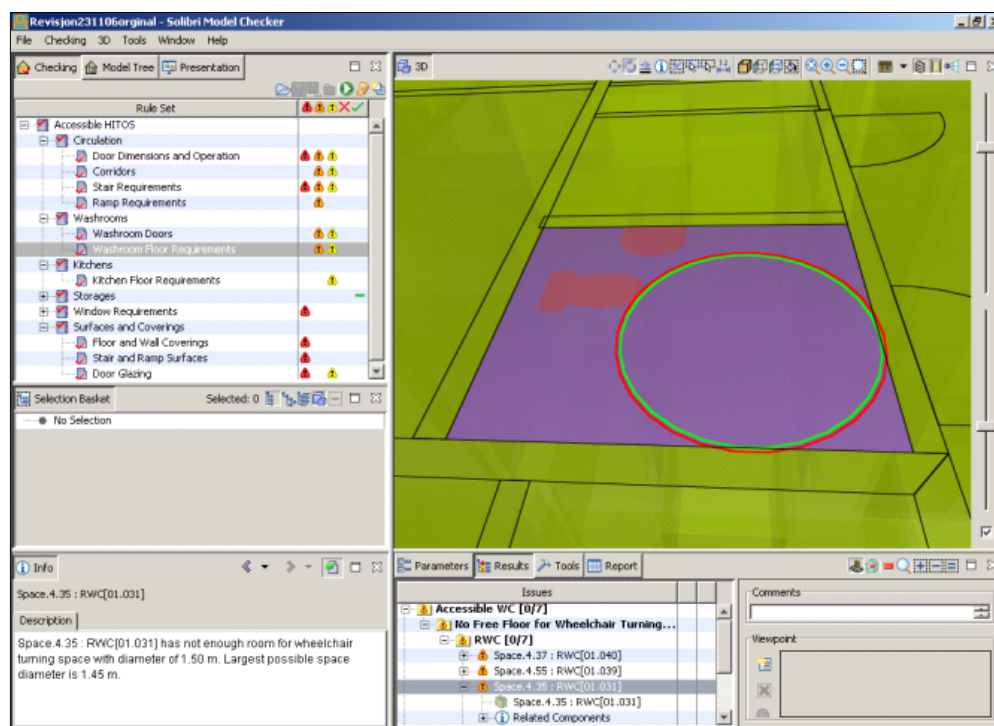 Revisjon231106orginal - Solibri Model Checker
File Checking 3D Tools Window Help
Checking Model Tree Presentation
Rule Set
Accessible HITOS
Circulation
Door Dimensions and Operation
Corridors
Stair Requirements
Ramp Requirements
Washrooms
Washroom Doors
Washroom Floor Requirements
Kitchens
Kitchen Floor Requirements
Storages
Window Requirements
Surfaces and Coverings
Floor and Wall Coverings
Stair and Ramp Surfaces
Door Glazing
Selection Basket Selected: 0
No Selection
Info
Space.4.35 : RWC[01.031]
Description
Space.4.35 : RWC[01.031] has not enough room for wheelchair
turning space with diameter of 1.50 m. Largest possible space
diameter is 1.45 m.
3D
Parameters Results Tools Report
Issues
Accessible WC [0/7]
No Free Floor for Wheelchair Turning...
RWC [0/7]
Space.4.37 : RWC[01.040]
Space.4.55 : RWC[01.039]
Space.4.35 : RWC[01.031]
Space.4.35 : RWC[01.031]
Related Components
Comments
Viewpoint